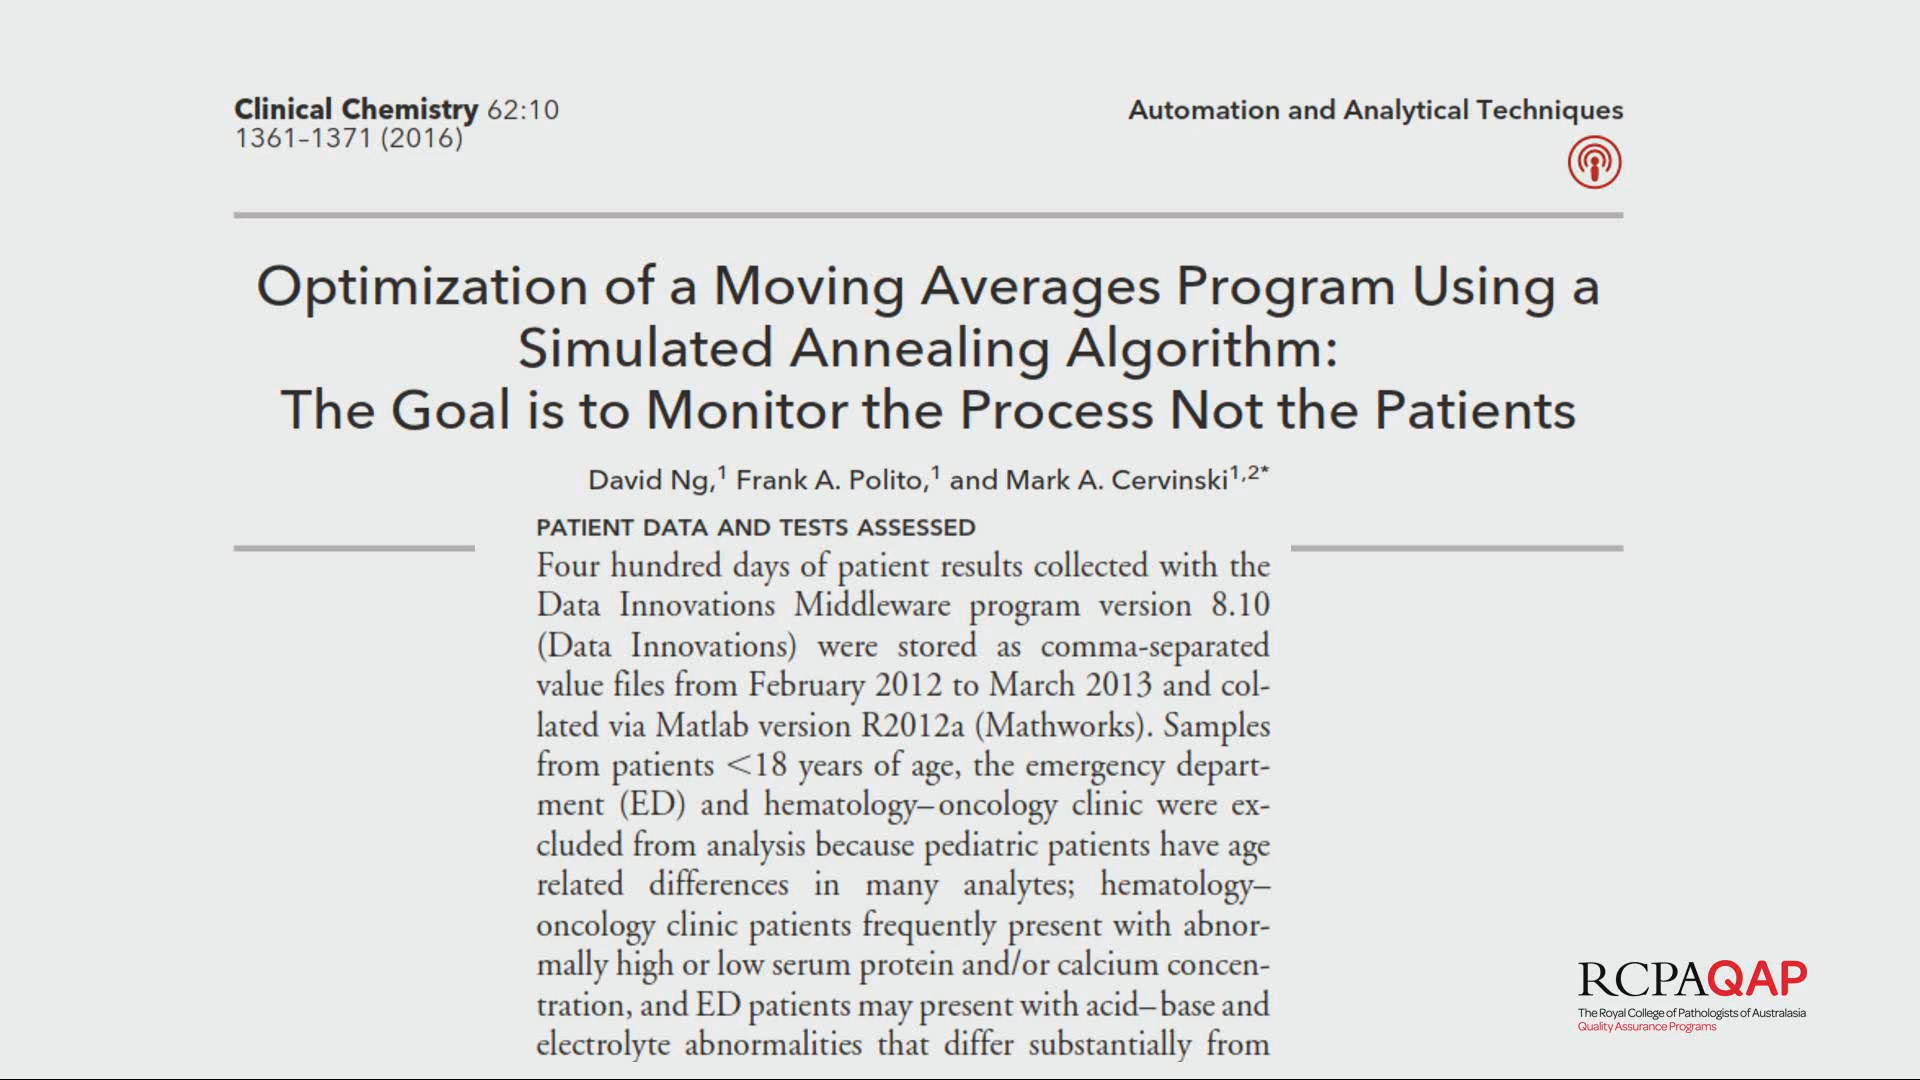 Clinical Chemistry 62:10
1361–1371 (2016)
Automation and Analytical Techniques
Optimization of a Moving Averages Program Using a
Simulated Annealing Algorithm:
The Goal is to Monitor the Process Not the Patients
David Ng,1 Frank A. Polito,1 and Mark A. Cervinski1,2*
PATIENT DATA AND TESTS ASSESSED
Four hundred days of patient results collected with the
Data Innovations Middleware program version 8.10
(Data Innovations) were stored as comma-separated
value files from February 2012 to March 2013 and col-
lated via Matlab version R2012a (Mathworks). Samples
from patients <18 years of age, the emergency depart-
ment (ED) and hematology–oncology clinic were ex-
cluded from analysis because pediatric patients have age
related differences in many analytes; hematology–
oncology clinic patients frequently present with abnor-
mally high or low serum protein and/or calcium concen-
tration, and ED patients may present with acid–base and
electrolyte abnormalities that differ substantially from
RCPAQAP
The Royal College of Pathologists of Australasia
Quality Assurance Programs